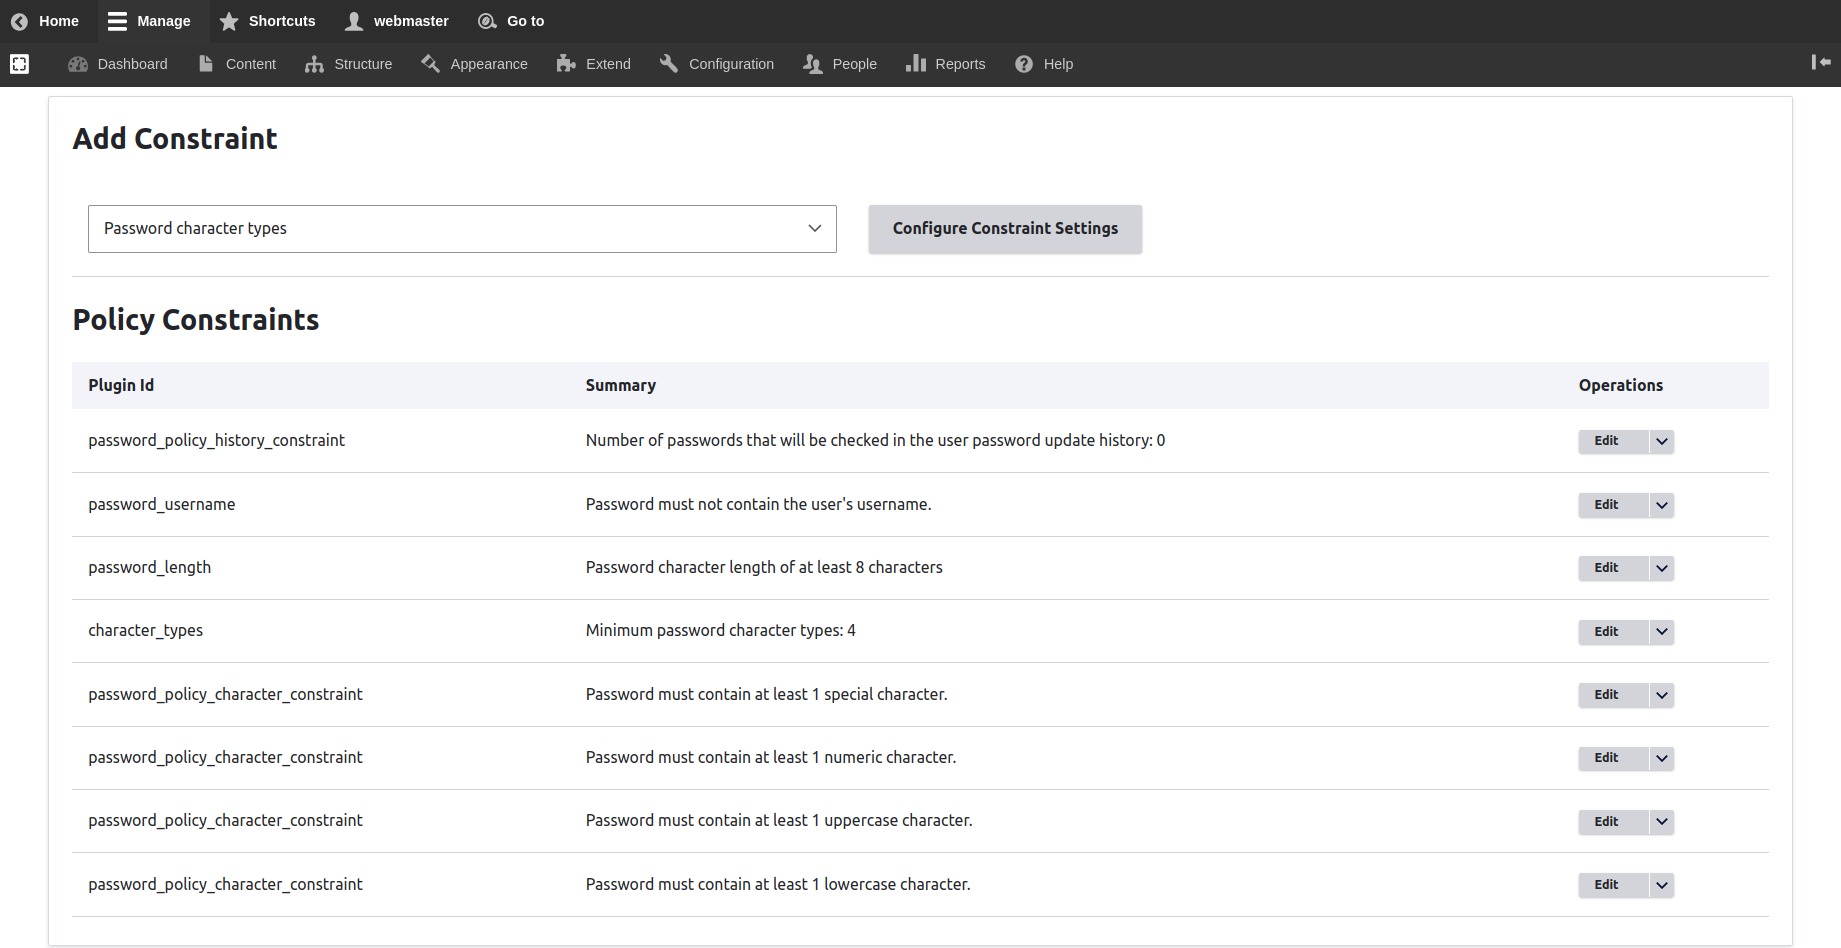 Home Manage Shortcuts webmaster Go to
Dashboard Content Structure Appearance Extend Configuration People Reports Help
Add Constraint
Password character types Configure Constraint Settings
Policy Constraints
Plugin Id Summary Operations
password_policy_history_constraint Number of passwords that will be checked in the user password update history: 0 Edit
password_username Password must not contain the user's username. Edit
password_length Password character length of at least 8 characters Edit
character_types Minimum password character types: 4 Edit
password_policy_character_constraint Password must contain at least 1 special character. Edit
password_policy_character_constraint Password must contain at least 1 numeric character. Edit
password_policy_character_constraint Password must contain at least 1 uppercase character. Edit
password_policy_character_constraint Password must contain at least 1 lowercase character. Edit